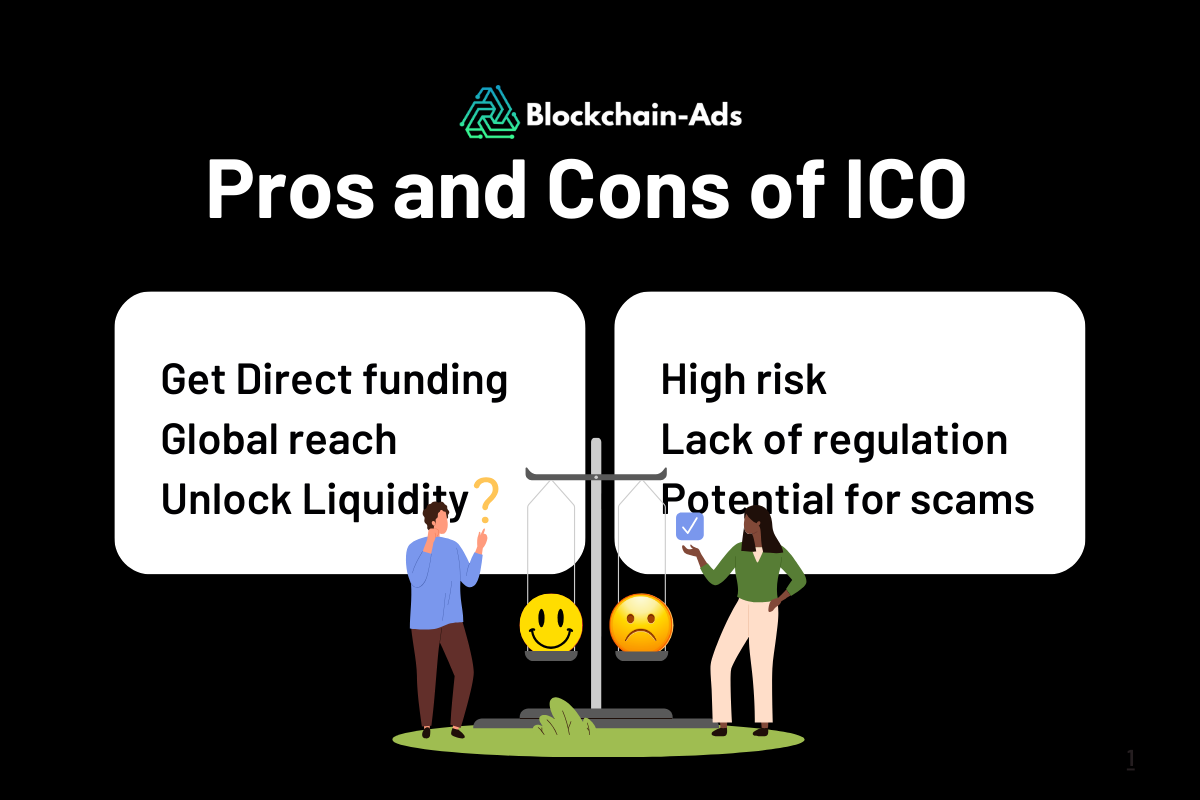 Blockchain-Ads
Pros and Cons of ICO
Get Direct funding
Global reach
Unlock Liquidity
?
High risk
Lack of regulation
Potential for scams
1